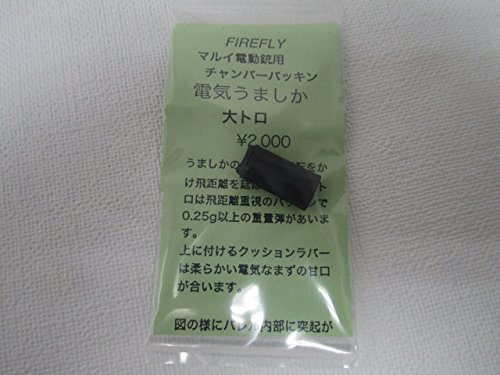 FIREFLY
マルイ電動銃用
チャンバーパッキン
電気うましか
大トロ
¥2,000
うましかの 転をか
け飛距離を延 ト
ロは飛距離重視のパッ で
0.25g以上の重量弾があいま
す。
上に付けるクッションラバー
は柔らかい電気なまずの甘口
が合います。
図の様にバレル内部に突起が